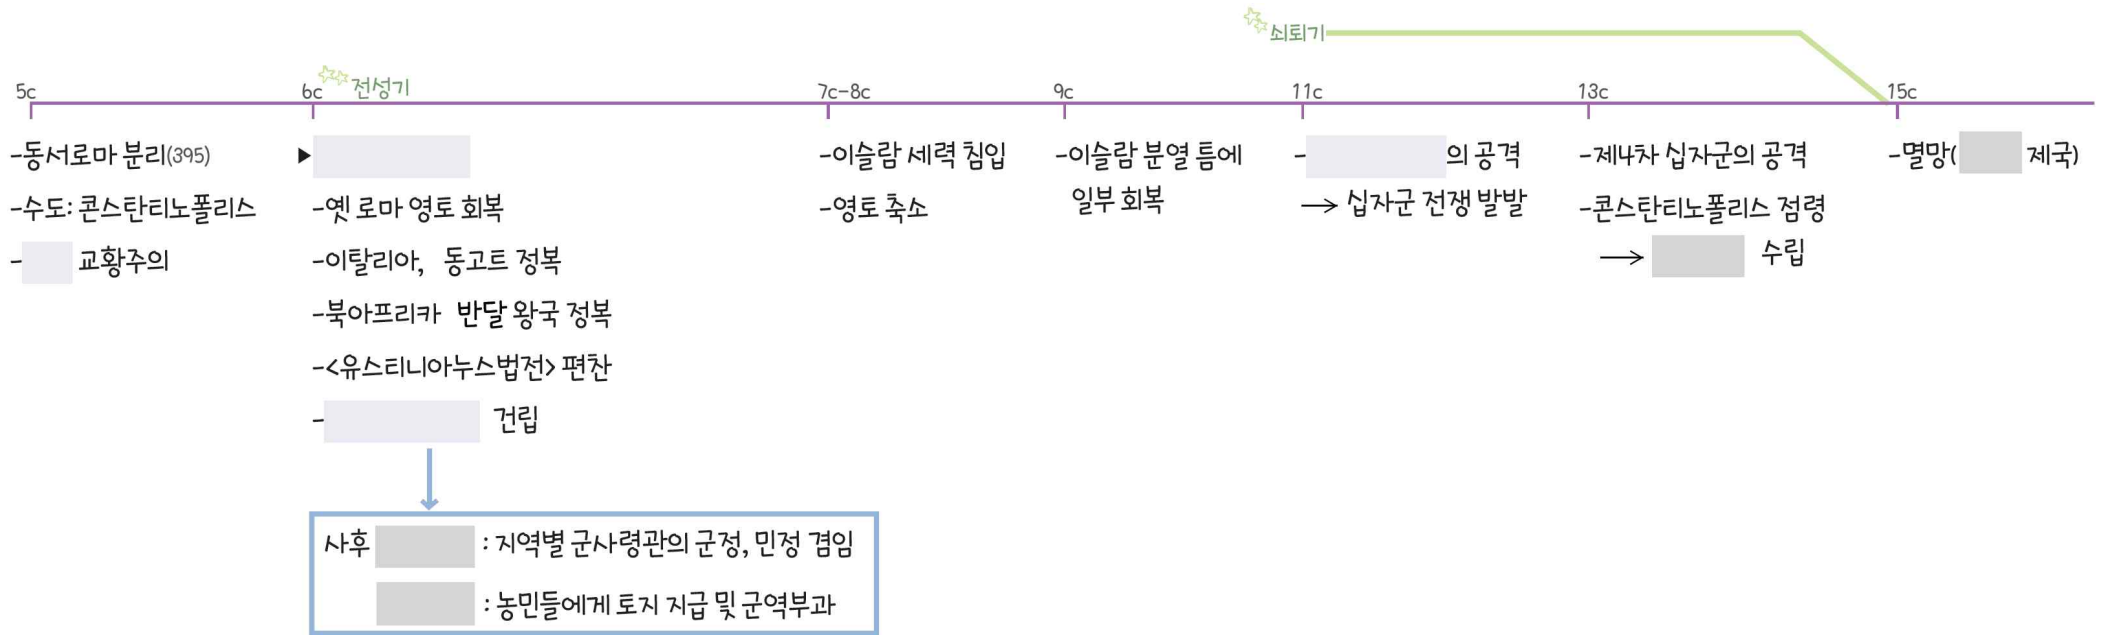 쇠퇴기
5c
6c
전성기
7c-8c
9c
11c
13c
15c
-동서로마 분리(395)
-수도: 콘스탄티노폴리스
- 교황주의
▶
-옛 로마 영토 회복
-이탈리아, 동고트 정복
-북아프리카 반달 왕국 정복
-<유스티니아누스법전> 편찬
- 건립
사후 : 지역별 군사령관의 군정, 민정 겸임
: 농민들에게 토지 지급 및 군역부과
-이슬람 세력 침입
-영토 축소
-이슬람 분열 틈에
일부 회복
- 의 공격
→ 십자군 전쟁 발발
-제4차 십자군의 공격
-콘스탄티노폴리스 점령
→ 수립
-멸망( 제국)